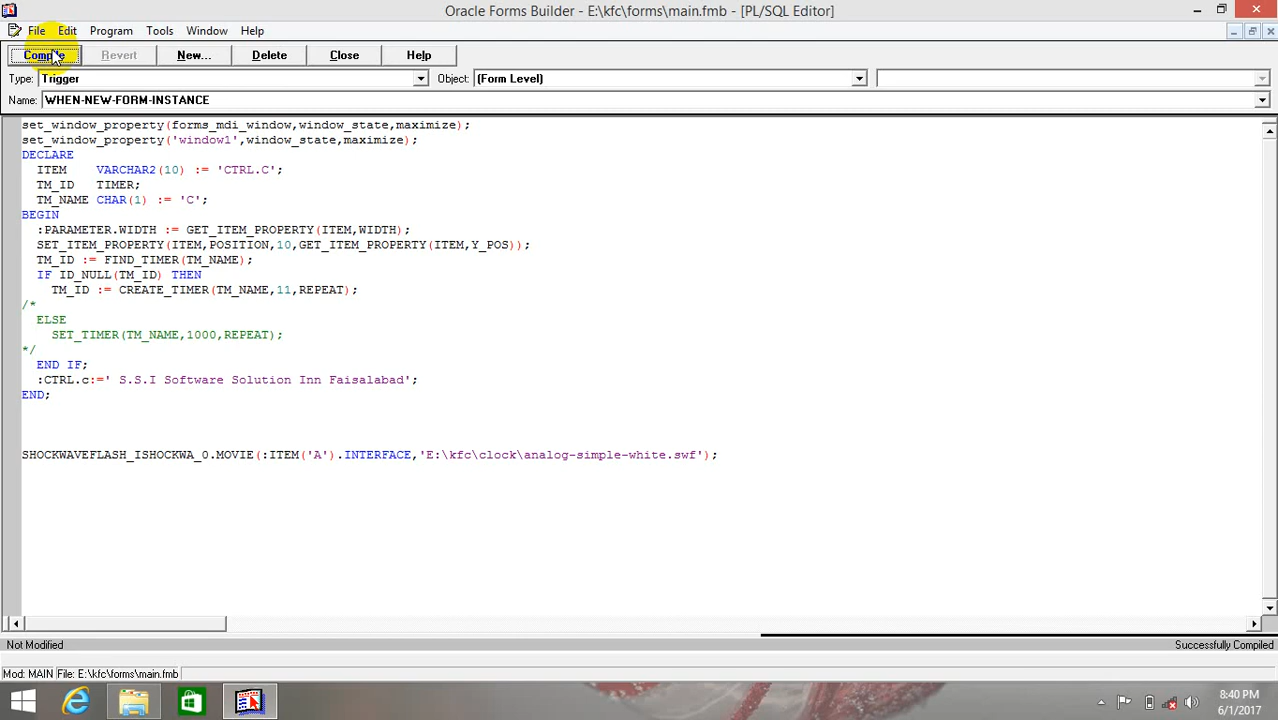 Oracle Forms Builder - E:\kfc\forms\main.fmb - [PL/SQL Editor]
File Edit Program Tools Window Help
Compile Revert New... Delete Close Help
Type: Trigger Object: (Form Level)
Name: WHEN-NEW-FORM-INSTANCE
set_window_property(forms_mdi_window,window_state,maximize);
set_window_property('window1',window_state,maximize);
DECLARE
ITEM VARCHAR2(10) := 'CTRL.C';
TM_ID TIMER;
TM_NAME CHAR(1) := 'C';
BEGIN
:PARAMETER.WIDTH := GET_ITEM_PROPERTY(ITEM,WIDTH);
SET_ITEM_PROPERTY(ITEM,POSITION,10,GET_ITEM_PROPERTY(ITEM,Y_POS));
TM_ID := FIND_TIMER(TM_NAME);
IF ID_NULL(TM_ID) THEN
TM_ID := CREATE_TIMER(TM_NAME,11,REPEAT);
/*
ELSE
SET_TIMER(TM_NAME,1000,REPEAT);
*/
END IF;
:CTRL.c:=' S.S.I Software Solution Inn Faisalabad';
END;
SHOCKWAVEFLASH_ISHOCKWA_0.MOVIE(:ITEM('A').INTERFACE,'E:\kfc\clock\analog-simple-white.swf');
Not Modified Successfully Compiled
Mod: MAIN File: E:\kfc\forms\main.fmb
8:40 PM
6/1/2017